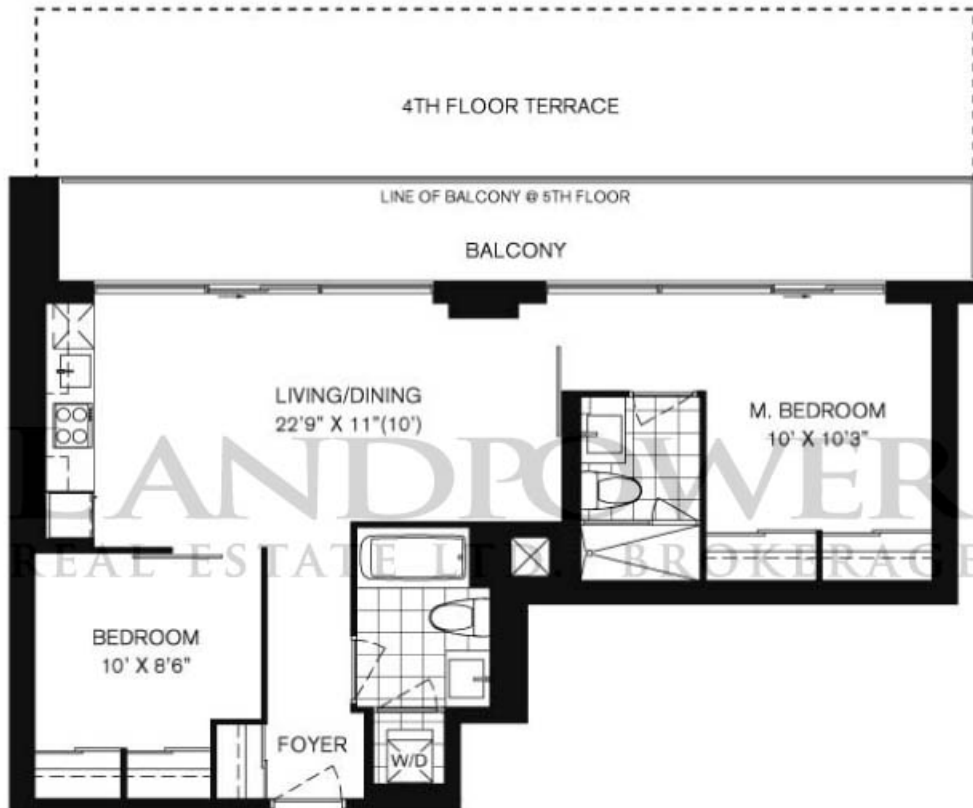 4TH FLOOR TERRACE
LINE OF BALCONY @ 5TH FLOOR
BALCONY
LIVING/DINING
22'9" X 11"(10')
M. BEDROOM
10' X 10'3"
LANDPOWER
REAL ESTATE LTD. BROKERAGE
BEDROOM
10' X 8'6"
FOYER
W/D